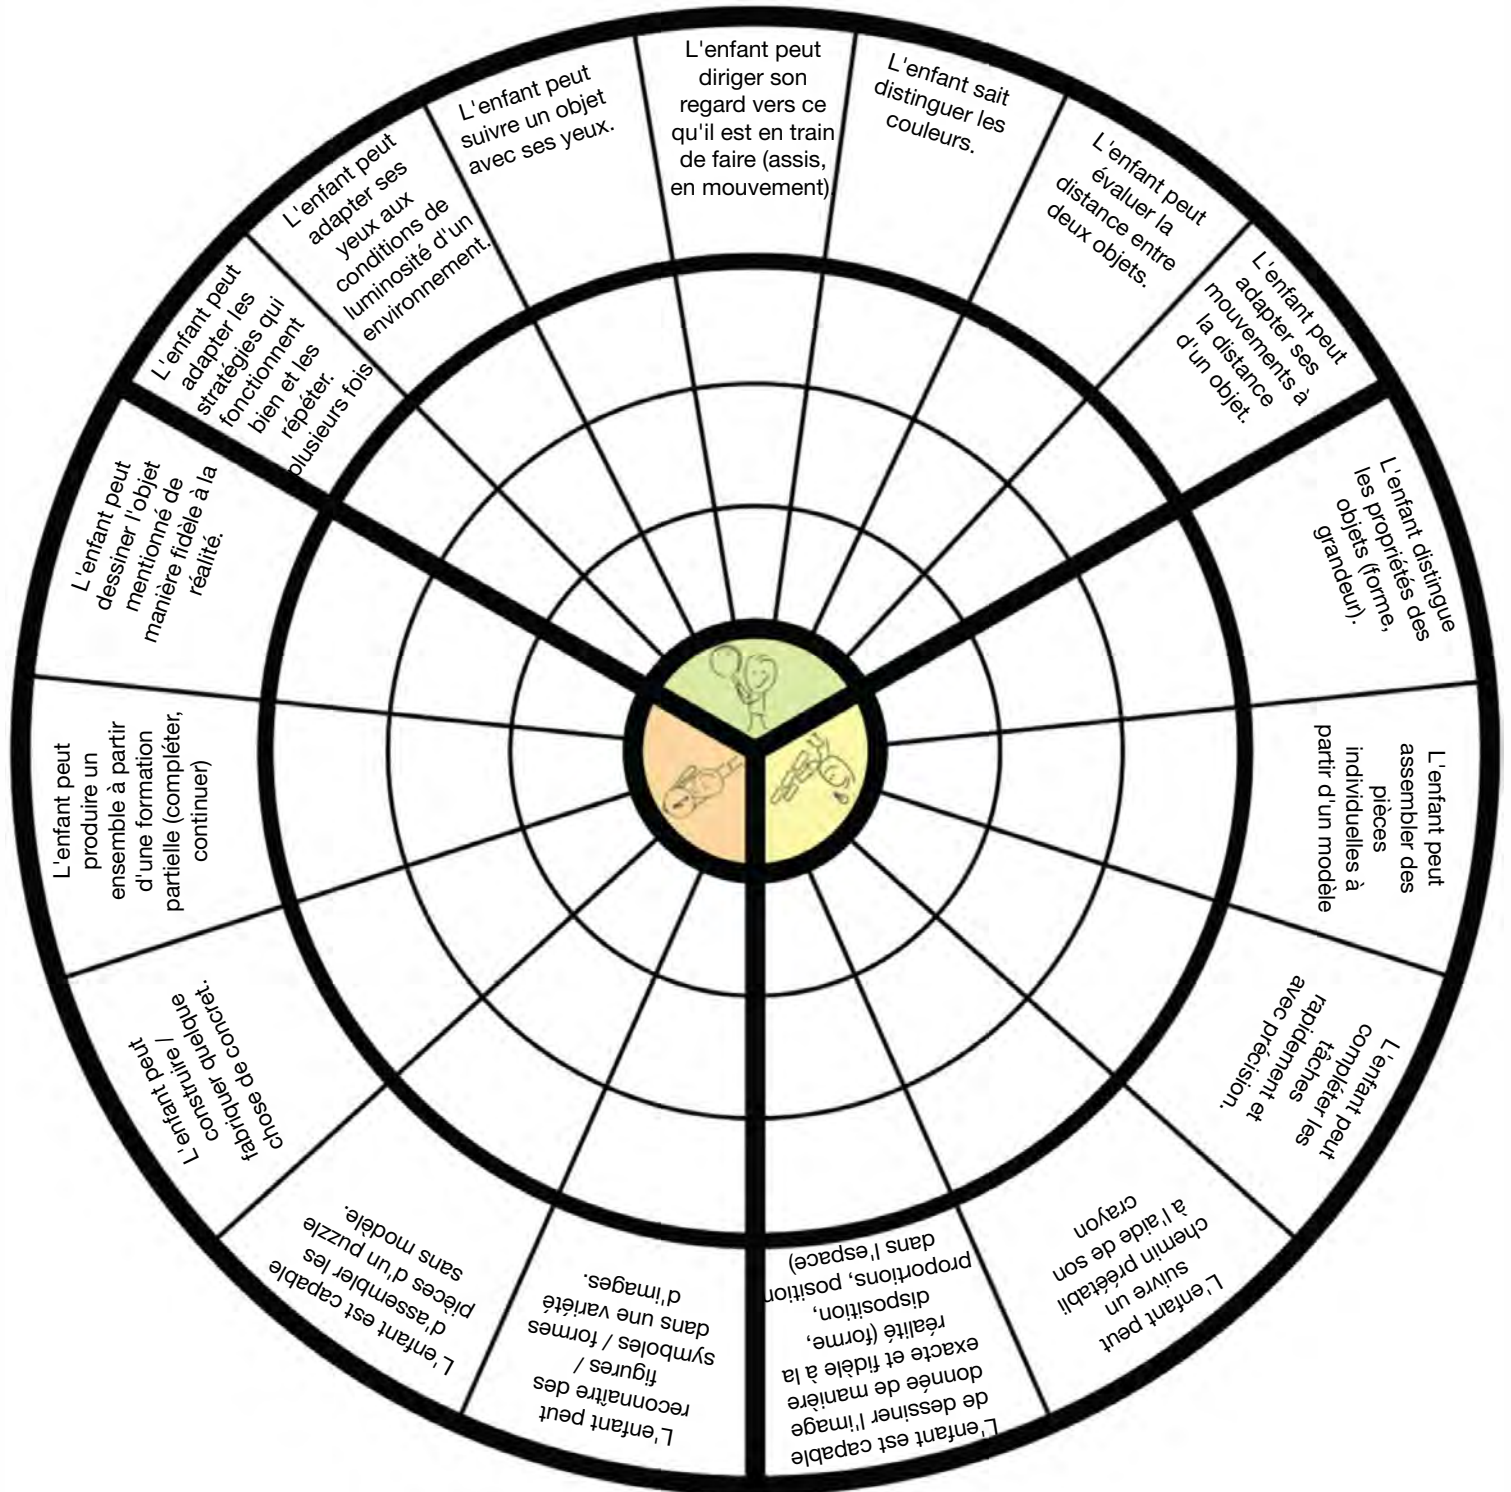 L'enfant peut
diriger son
regard vers ce
qu'il est en train
de faire (assis,
en mouvement)
L'enfant sait
distinguer les
couleurs.
L'enfant peut
évaluer la
distance entre
deux objets.
L'enfant peut
adapter ses
mouvements à
la distance
d'un objet.
L'enfant distingue
les propriétés des
objets (forme,
grandeur).
L'enfant peut
assembler des
pièces
individuelles à
partir d'un modèle
L'enfant peut
compléter les
tâches
rapidement et
avec précision.
L'enfant peut
suivre un
chemin préétabli
à l'aide de son
crayon
L'enfant est capable
de dessiner l'image
donnée de manière
exacte et fidèle à la
réalité (forme,
disposition,
proportions, position
dans l'espace)
L'enfant peut
reconnaître des
figures /
symboles / formes
dans une variété
d'images.
L'enfant est capable
d'assembler les
pièces d'un puzzle
sans modèle.
L'enfant peut
construire /
fabriquer quelque
chose de concret.
L'enfant peut
produire un
ensemble à partir
d'une formation
partielle (compléter,
continuer)
L'enfant peut
dessiner l'objet
mentionné de
manière fidèle à la
réalité.
L'enfant peut
adapter les
stratégies qui
fonctionnent
bien et les
répéter.
plusieurs fois
L'enfant peut
adapter ses
yeux aux
conditions de
luminosité d'un
environnement.
L'enfant peut
suivre un objet
avec ses yeux.